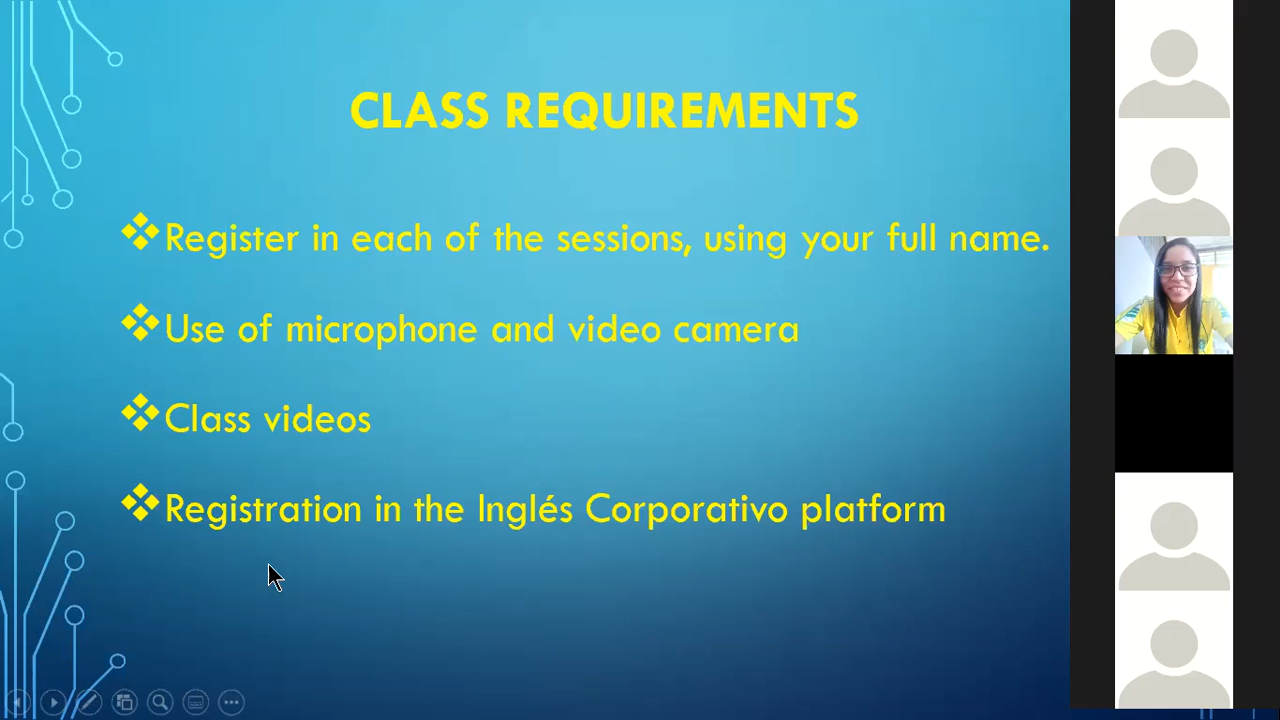 CLASS REQUIREMENTS
Register in each of the sessions, using your full name.
Use of microphone and video camera
Class videos
Registration in the Inglés Corporativo platform